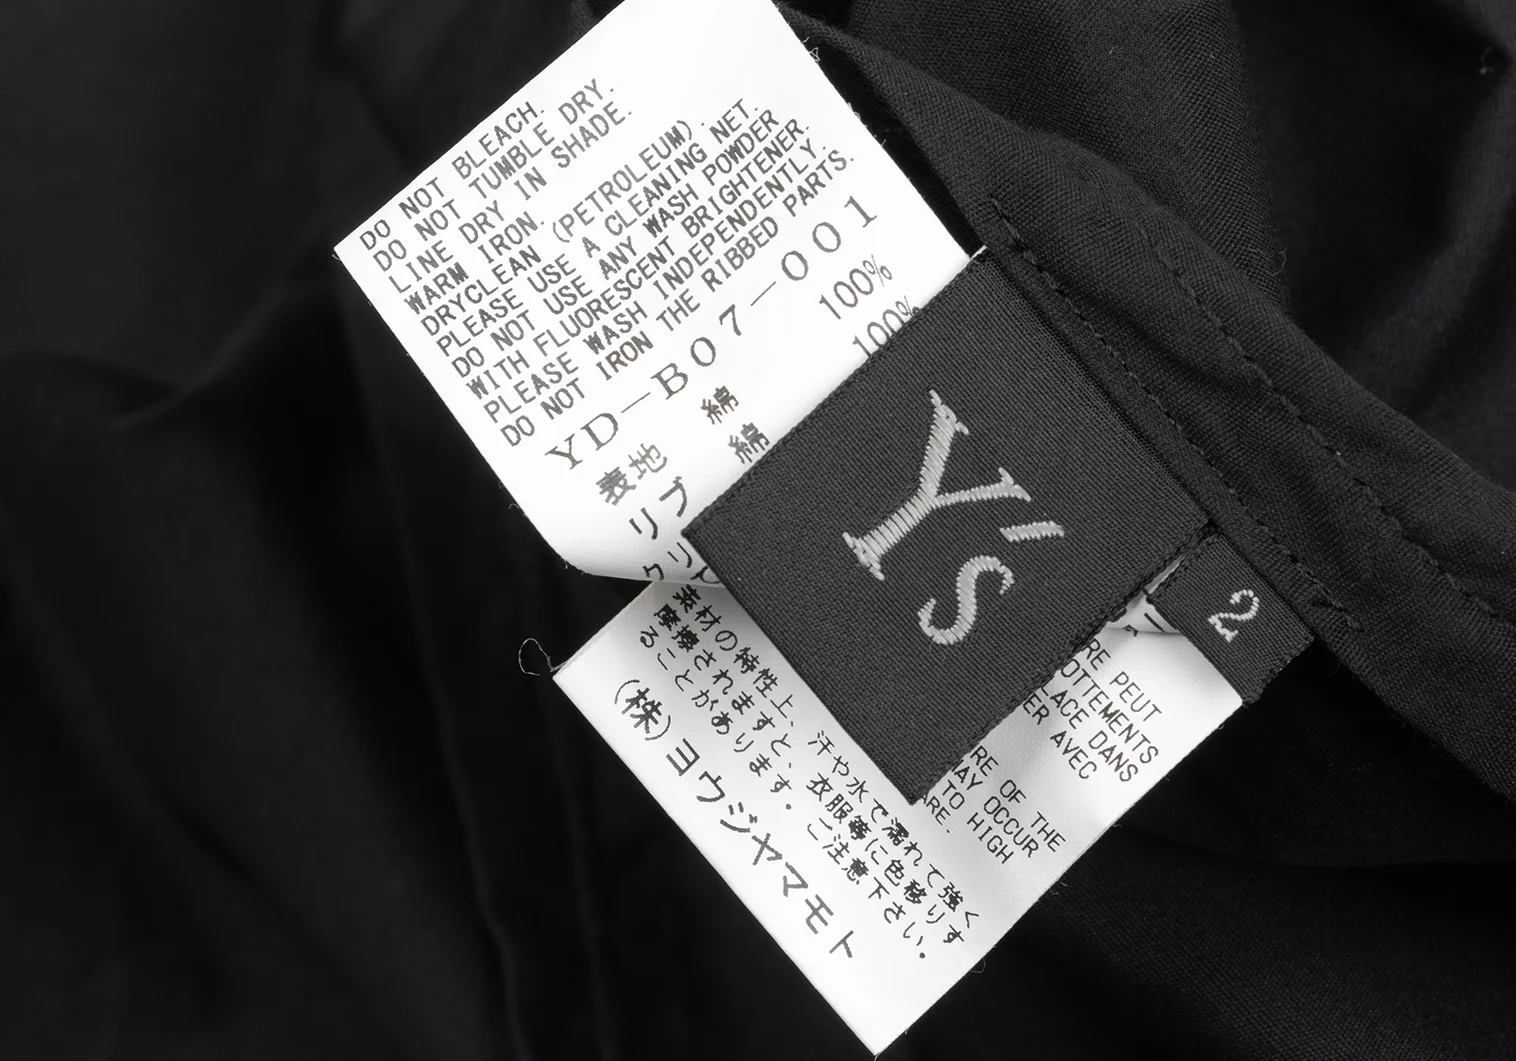 DO NOT BLEACH.
DO NOT TUMBLE DRY.
LINE DRY IN SHADE.
WARM IRON.
DRYCLEAN (PETROLEUM).
PLEASE USE A CLEANING NET.
DO NOT USE ANY WASH POWDER
WITH FLUORESCENT BRIGHTENER.
PLEASE WASH INDEPENDENTLY.
DO NOT IRON THE RIBBED PARTS.
YD-B07-001
表地 綿 100%
リブ 綿 100%
Y's
2
素材の特性上、汗や水で濡れて強く
摩擦されますと、衣服等に色移りす
ることがあります。ご注意下さい。
(株)ヨウジヤマモト
PEUT
OTTEMENTS
DANS
AVEC
RE OF THE
MAY OCCUR
TO HIGH